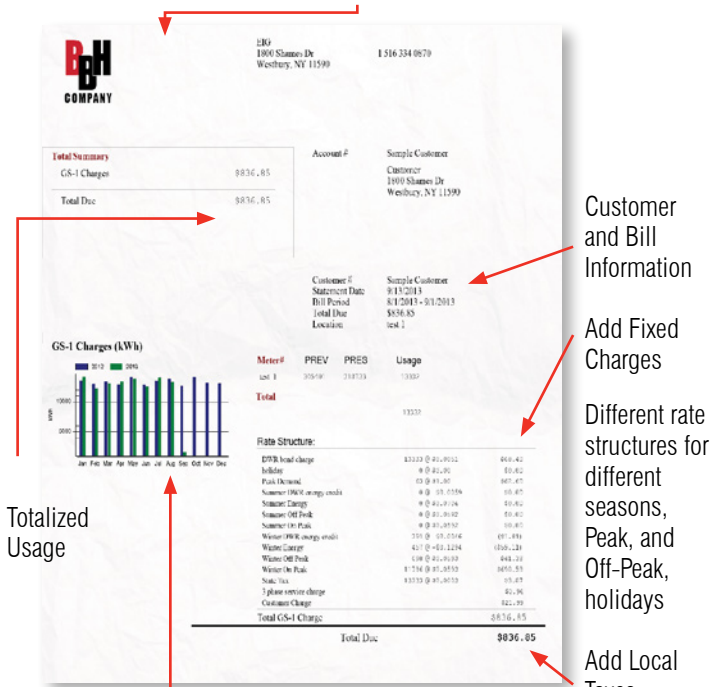 BBH
COMPANY
EIG
1800 Shames Dr
Westbury, NY 11590
1 516 334 0870
Total Summary
GS-1 Charges $836.85
Total Due $836.85
Account #
Sample Customer
Customer
1800 Shames Dr
Westbury, NY 11590
Customer
and Bill
Information
Customer # Sample Customer
Statement Date 9/13/2013
Bill Period 8/1/2013 - 9/1/2013
Total Due $836.85
Location test 1
Add Fixed
Charges
GS-1 Charges (kWh)
2012
kWh
Jan Feb Mar Apr May Jun Jul Aug Sep Oct Nov Dec
Meter# PREV PRES Usage
test 1
Total
Different rate
structures for
different
seasons,
Peak, and
Off-Peak,
holidays
Rate Structure:
DWR bond charge
holiday
Peak Demand
Summer DWR energy credit
Summer Energy
Summer Off Peak
Summer On Peak
Winter DWR energy credit
Winter Energy
Winter Off Peak
Winter On Peak
State Tax
3 phase service charge
Customer Charge
Total GS-1 Charge $836.85
Total Due $836.85
Totalized
Usage
Add Local